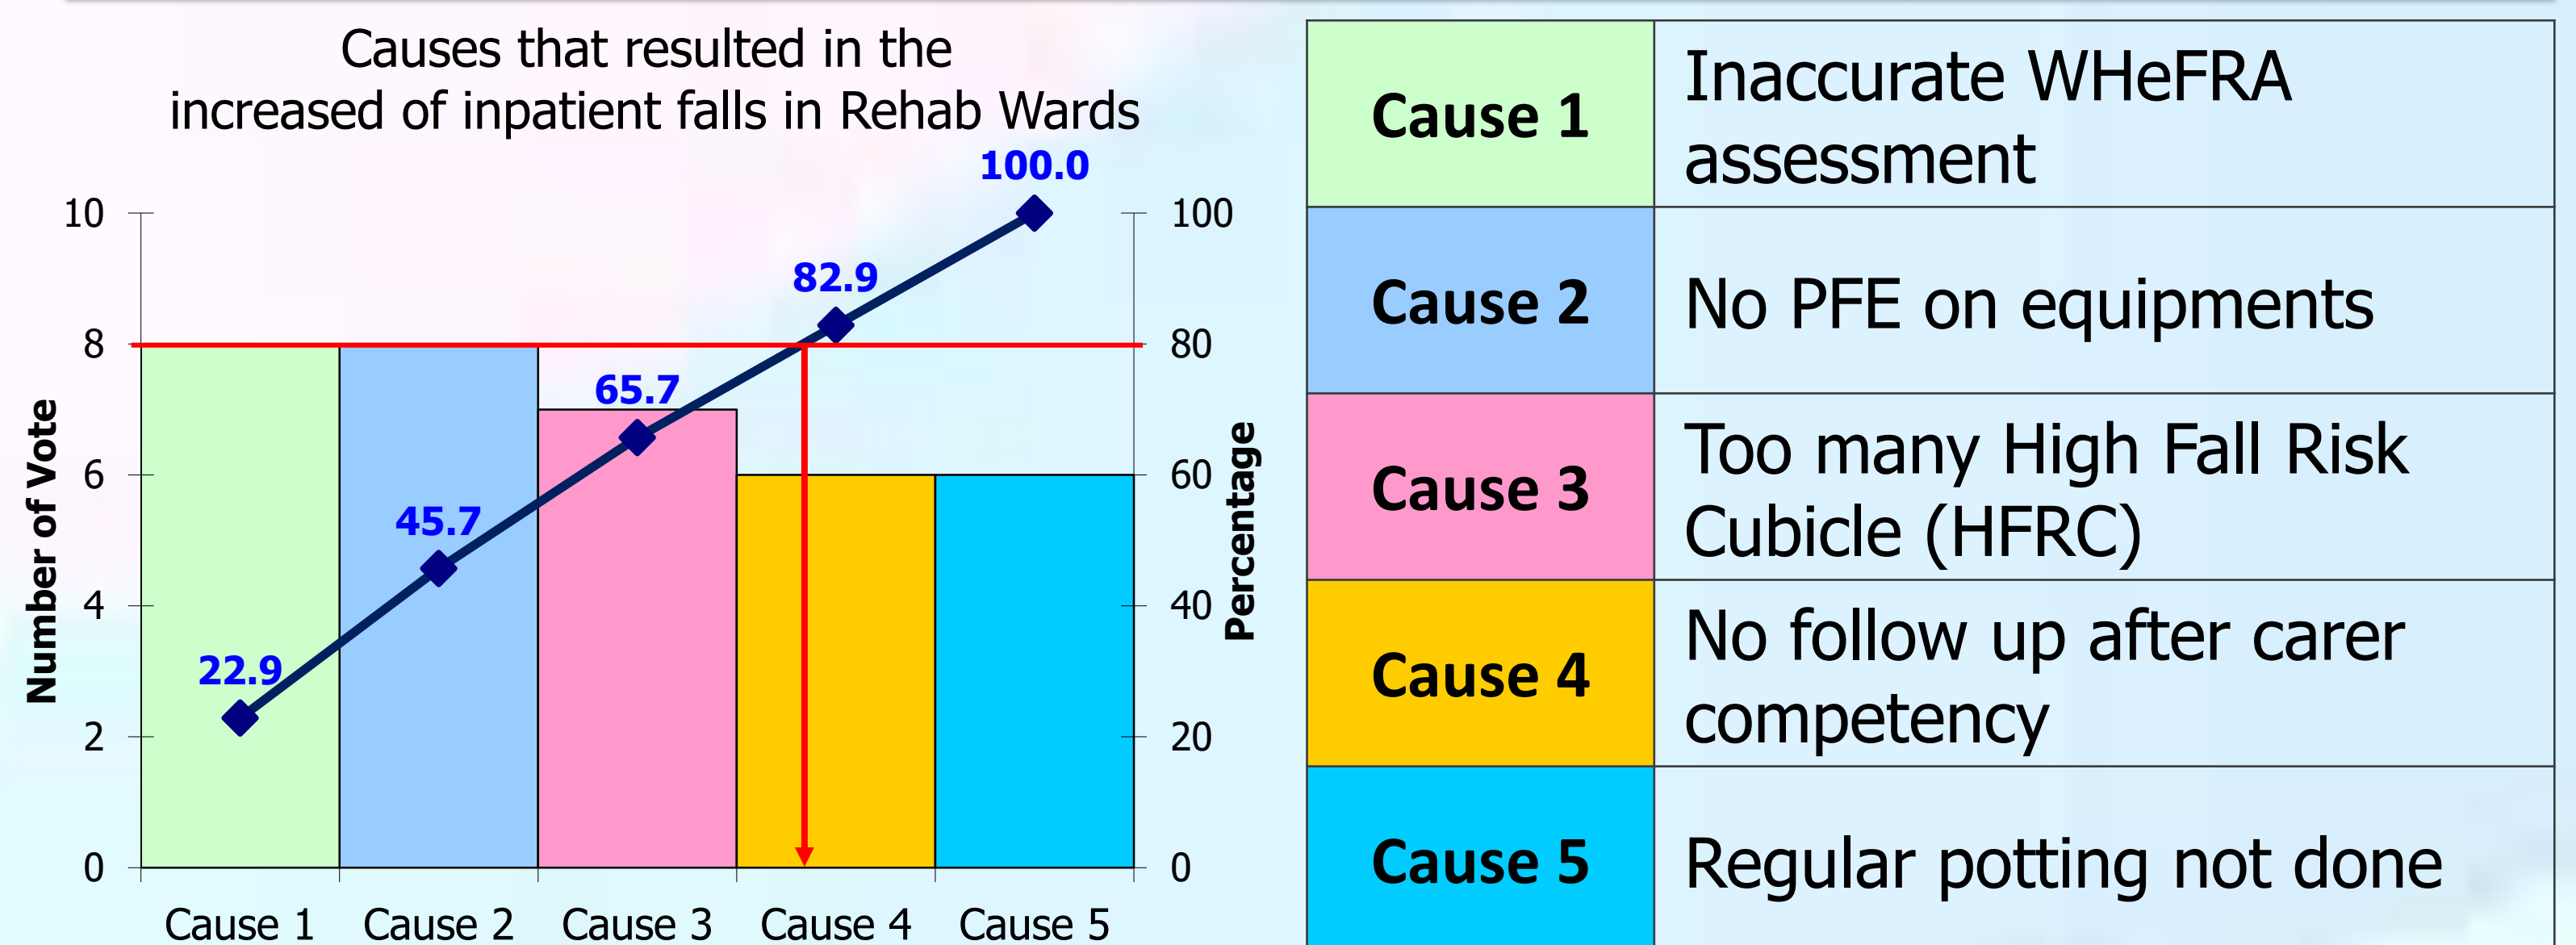 Causes that resulted in the
increased of inpatient falls in Rehab Wards
Number of Vote
10
8
6
4
2
0
22.9
45.7
65.7
82.9
100.0
100
80
60
40
20
0
Percentage
Cause 1 Cause 2 Cause 3 Cause 4 Cause 5
Cause 1
Inaccurate WHeFRA
assessment
Cause 2
No PFE on equipments
Cause 3
Too many High Fall Risk
Cubicle (HFRC)
Cause 4
No follow up after carer
competency
Cause 5
Regular potting not done